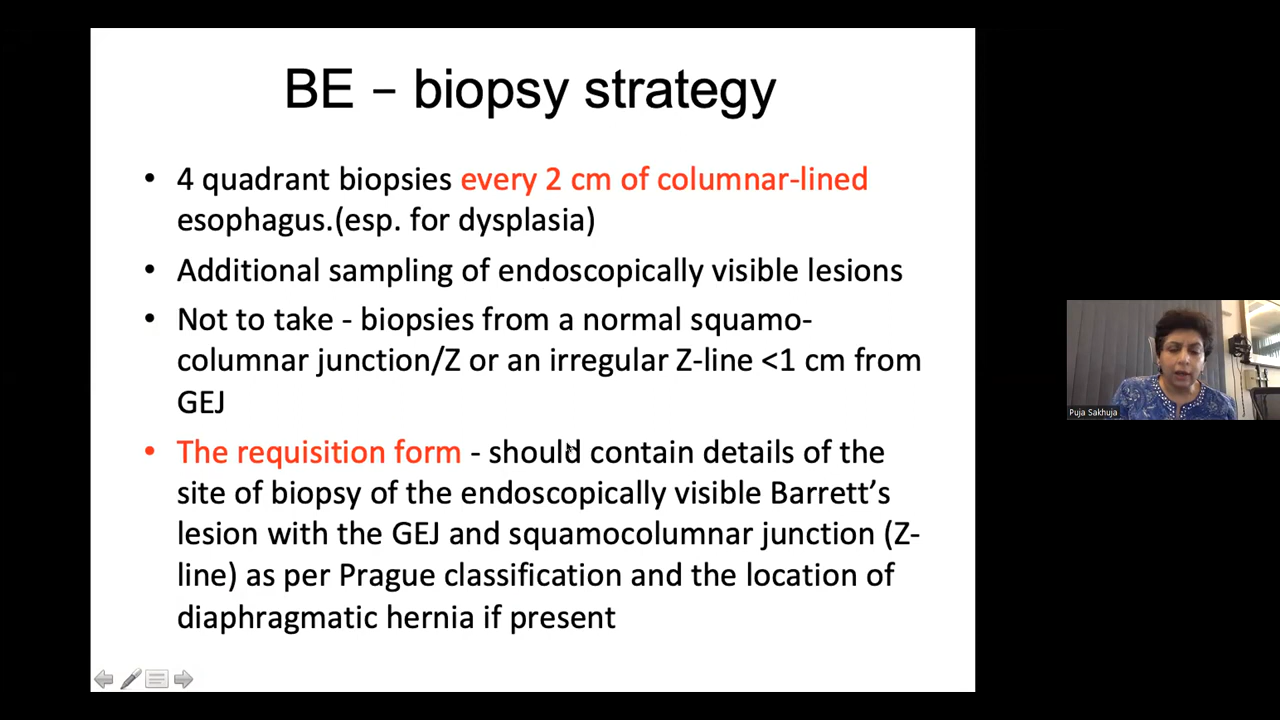 BE – biopsy strategy
• 4 quadrant biopsies every 2 cm of columnar-lined
esophagus.(esp. for dysplasia)
• Additional sampling of endoscopically visible lesions
• Not to take - biopsies from a normal squamo-
columnar junction/Z or an irregular Z-line <1 cm from
GEJ
• The requisition form - should contain details of the
site of biopsy of the endoscopically visible Barrett’s
lesion with the GEJ and squamocolumnar junction (Z-
line) as per Prague classification and the location of
diaphragmatic hernia if present
Puja Sakhuja